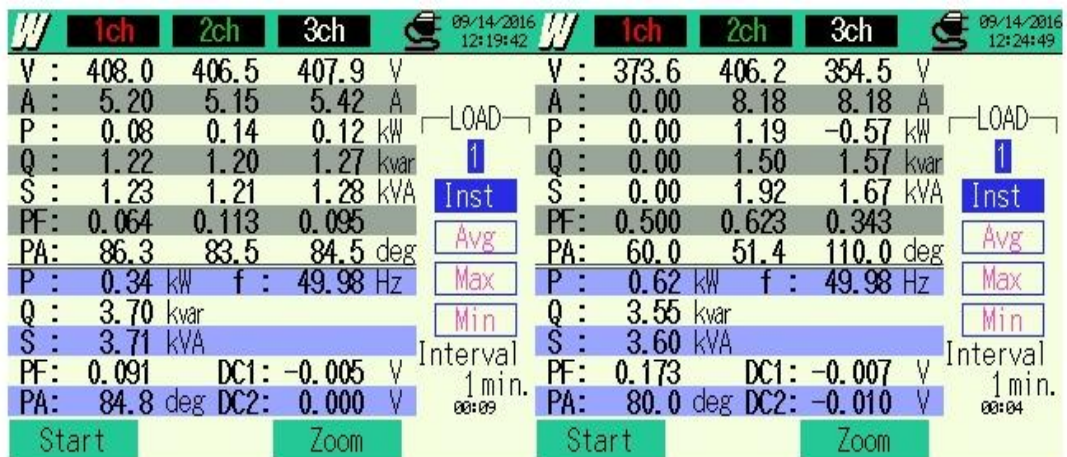 W 1ch 2ch 3ch 09/14/2016 12:19:42
V : 408.0 406.5 407.9 V
A : 5.20 5.15 5.42 A
P : 0.08 0.14 0.12 kW
Q : 1.22 1.20 1.27 kvar
S : 1.23 1.21 1.28 kVA
PF: 0.064 0.113 0.095
PA: 86.3 83.5 84.5 deg
P : 0.34 kW f : 49.98 Hz
Q : 3.70 kvar
S : 3.71 kVA
PF: 0.091 DC1: -0.005 V
PA: 84.8 deg DC2: 0.000 V
LOAD
1
Inst
Avg
Max
Min
Interval
1min.
00:09
Start Zoom
W 1ch 2ch 3ch 09/14/2016 12:24:49
V : 373.6 406.2 354.5 V
A : 0.00 8.18 8.18 A
P : 0.00 1.19 -0.57 kW
Q : 0.00 1.50 1.57 kvar
S : 0.00 1.92 1.67 kVA
PF: 0.500 0.623 0.343
PA: 60.0 51.4 110.0 deg
P : 0.62 kW f : 49.98 Hz
Q : 3.55 kvar
S : 3.60 kVA
PF: 0.173 DC1: -0.007 V
PA: 80.0 deg DC2: -0.010 V
LOAD
1
Inst
Avg
Max
Min
Interval
1min.
00:04
Start Zoom